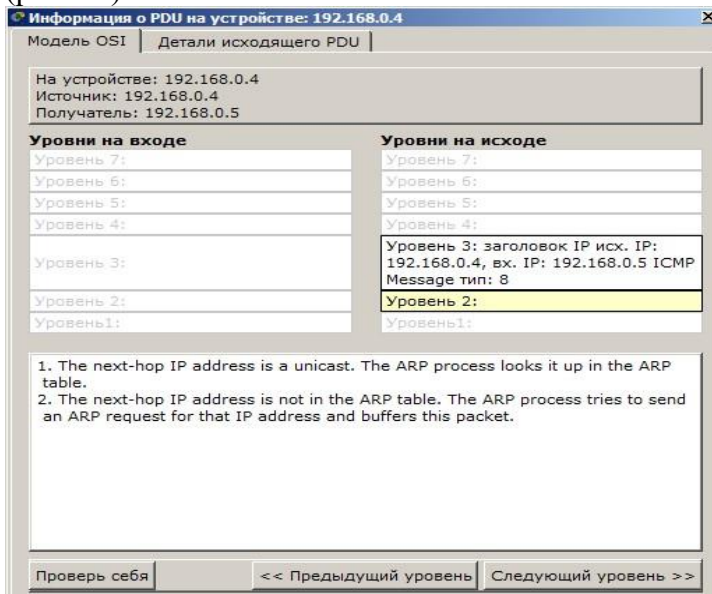 Информация о PDU на устройстве: 192.168.0.4
Модель OSI Детали исходящего PDU
На устройстве: 192.168.0.4
Источник: 192.168.0.4
Получатель: 192.168.0.5
Уровни на входе Уровни на исходе
Уровень 7: Уровень 7:
Уровень 6: Уровень 6:
Уровень 5: Уровень 5:
Уровень 4: Уровень 4:
Уровень 3: Уровень 3: заголовок IP исх. IP:
192.168.0.4, вх. IP: 192.168.0.5 ICMP
Message тип: 8
Уровень 2: Уровень 2:
Уровень1: Уровень1:
1. The next-hop IP address is a unicast. The ARP process looks it up in the ARP
table.
2. The next-hop IP address is not in the ARP table. The ARP process tries to send
an ARP request for that IP address and buffers this packet.
Проверь себя << Предыдущий уровень Следующий уровень >>